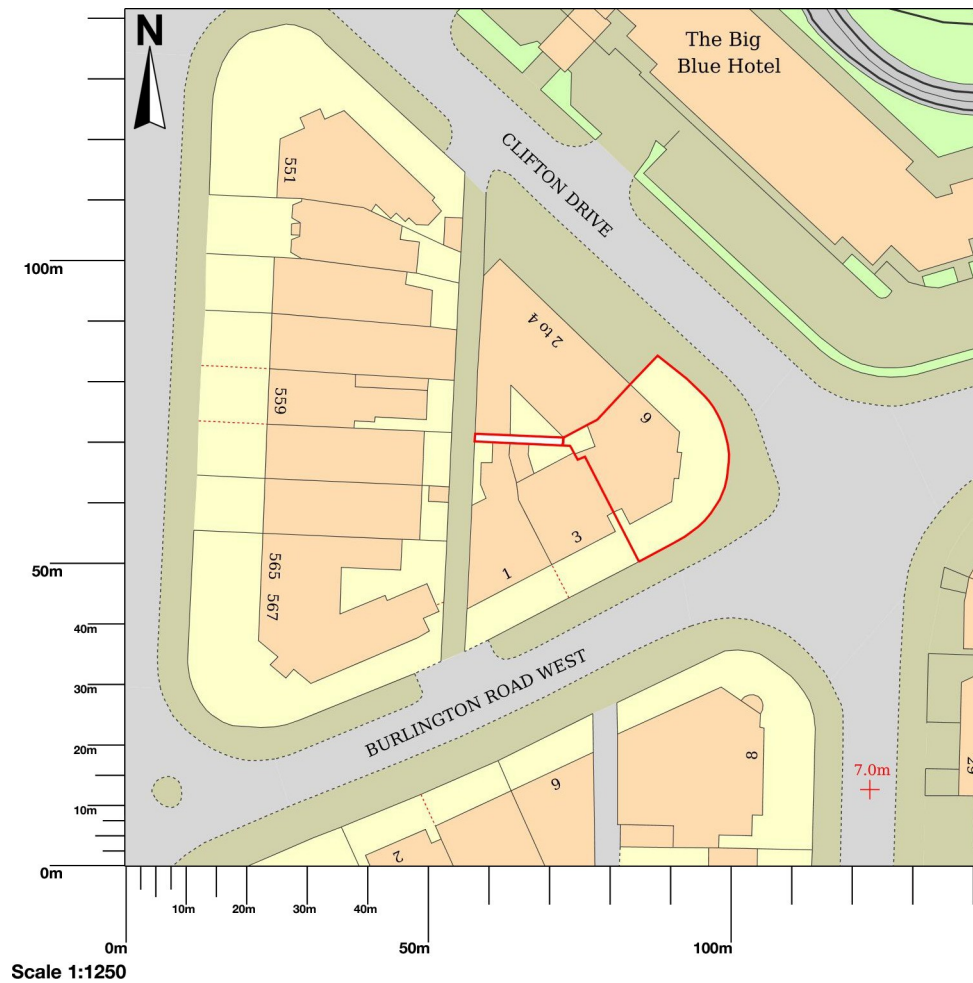 N
The Big
Blue Hotel
551
CLIFTON DRIVE
100m
2 to 4
559
6
3
1
50m
565
567
40m
30m
20m
10m
0m
BURLINGTON ROAD WEST
8
7.0m
29
6
2
10m
20m
30m
40m
0m
50m
100m
Scale 1:1250